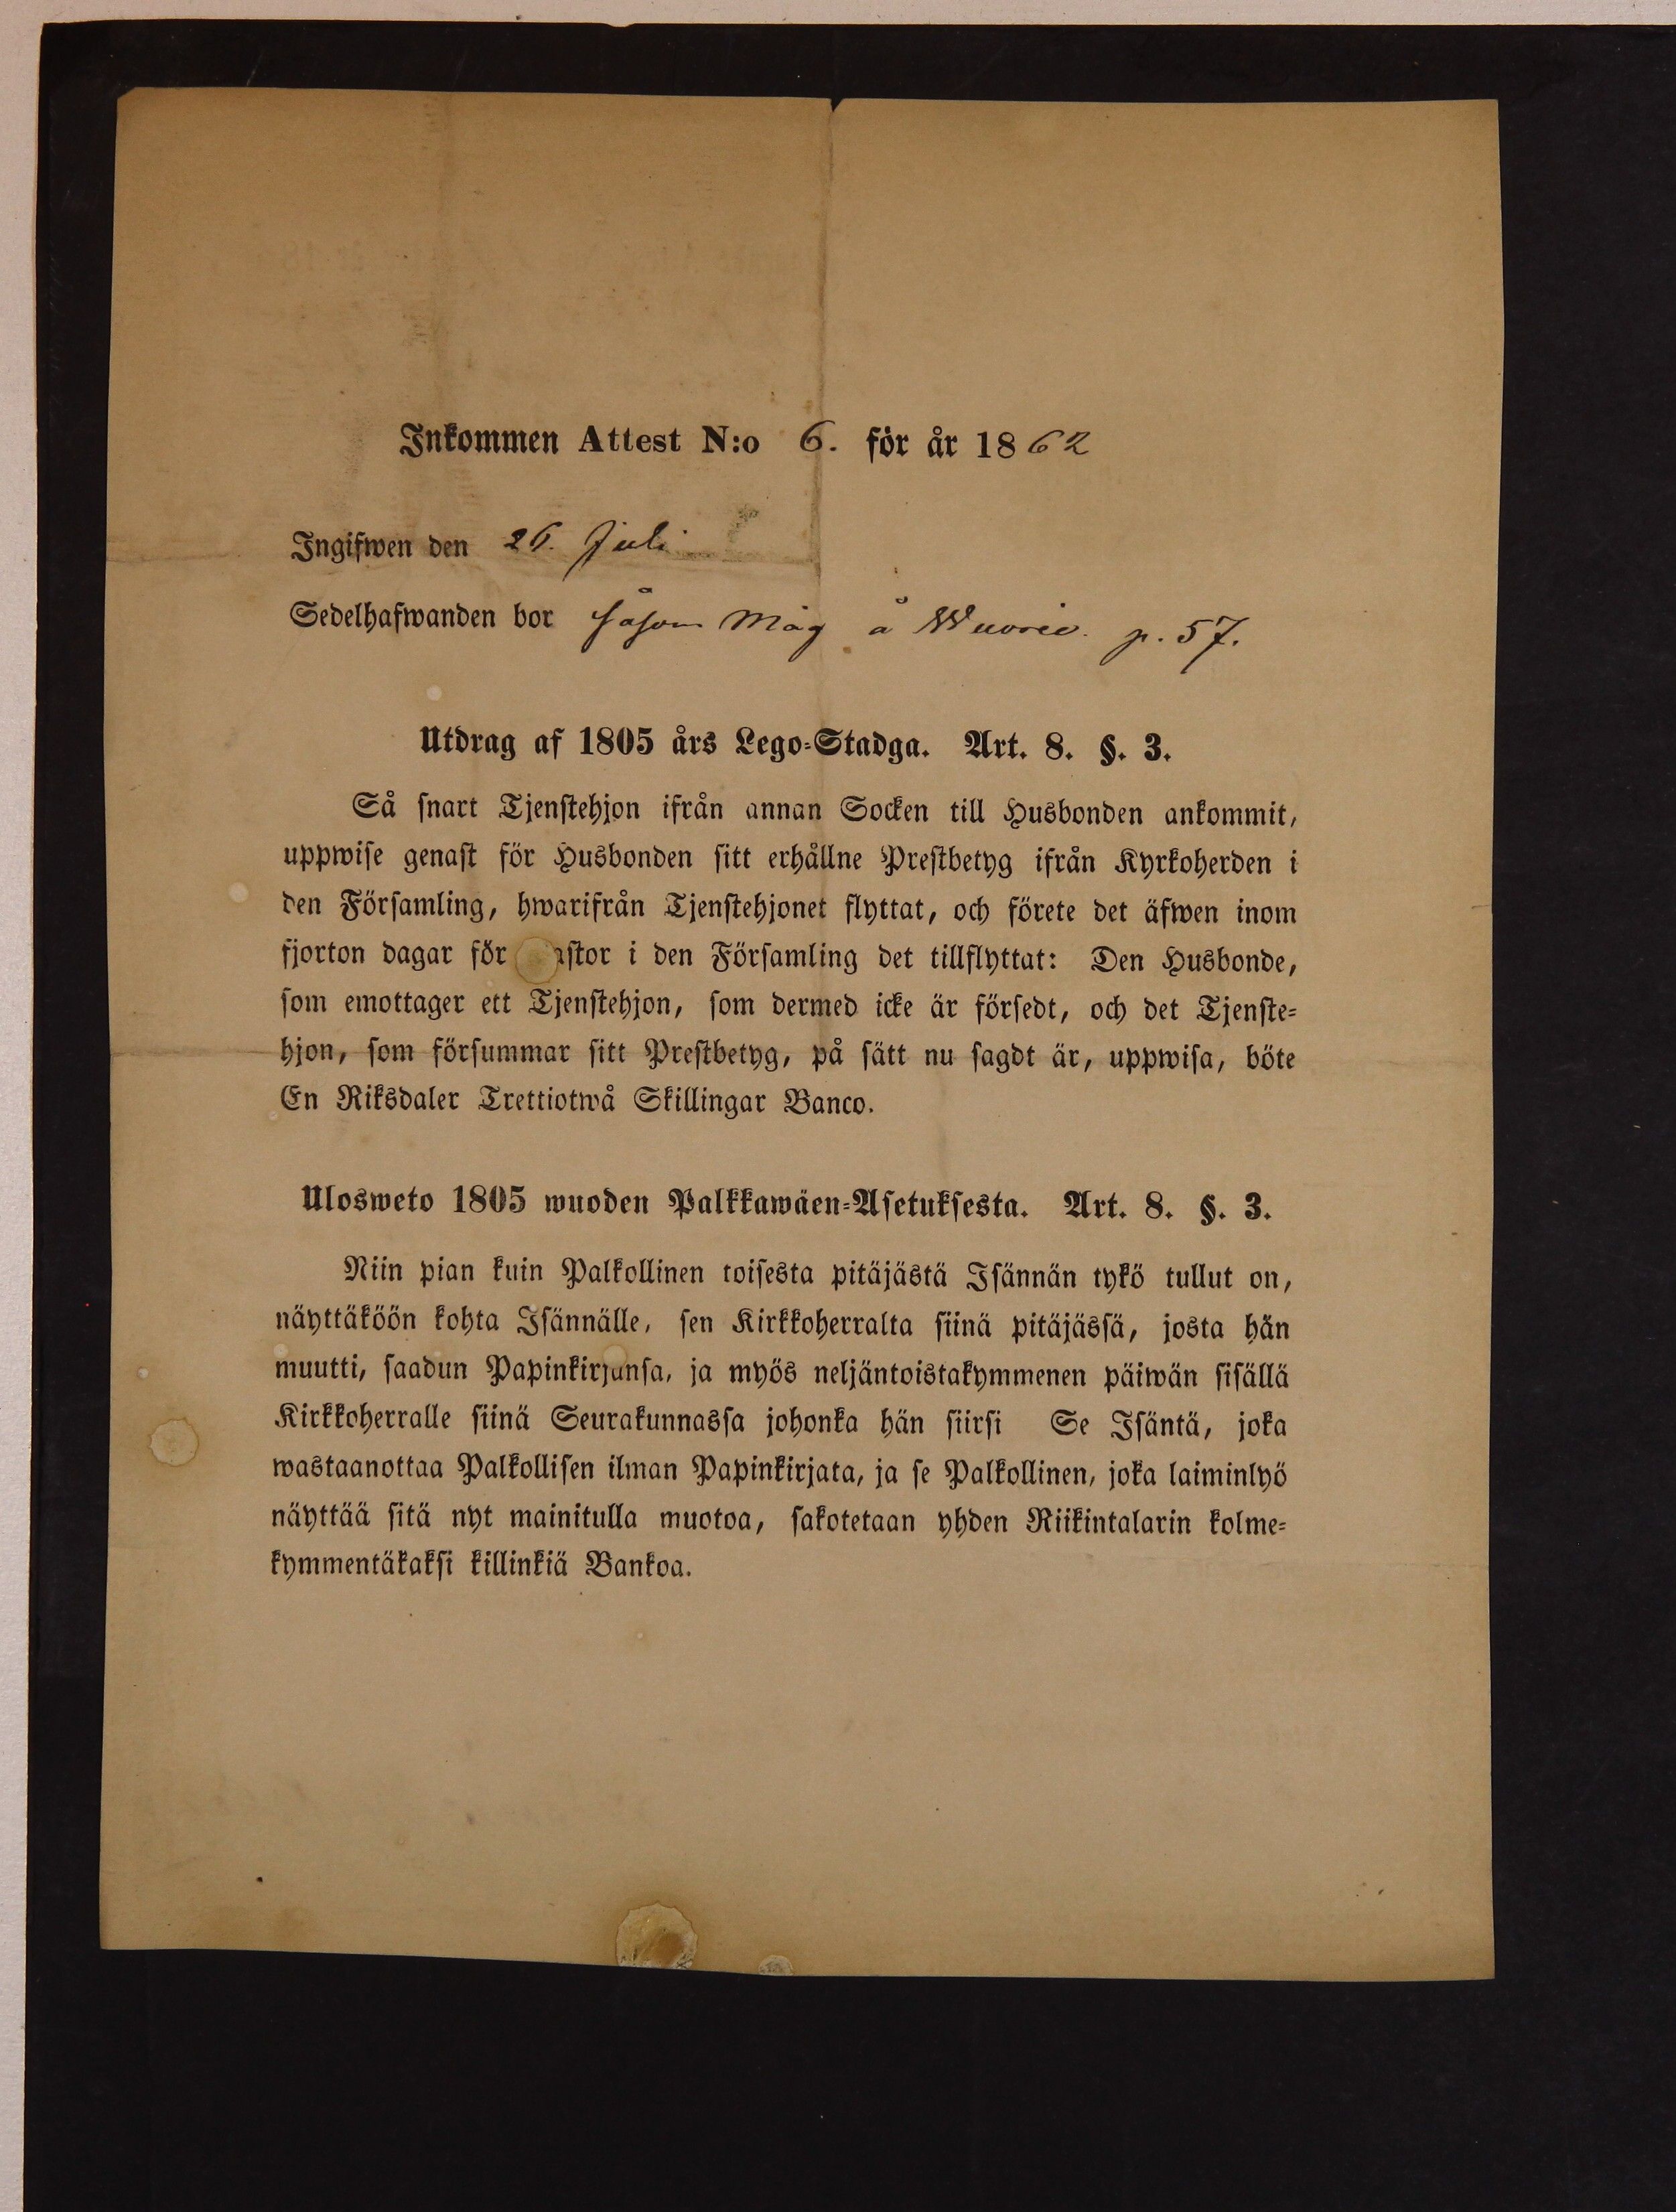 Inkommen Attest N:o 6. för år 1862
Ingifwen den 26. Juli
Sedelhafwanden bor såsom Måg å Wuorio. p. 57.
Utdrag af 1805 års Lego-Stadga. Art. 8. §. 3.
Så snart Tjenstehjon ifrån annan Socken till Husbonden ankommit,
uppwise genast för Husbonden sitt erhållne Prestbetyg ifrån Kyrkoherden i
den Församling, hwarifrån Tjenstehjonet flyttat, och förete det äfwen inom
fjorton dagar för astor i den Församling det tillflyttat: Den Husbonde,
som emottager ett Tjenstehjon, som dermed icke är försedt, och det Tjenste-
hjon, som försummar sitt Prestbetyg, på sätt nu sagdt är, uppwisa, böte
En Riksdaler Trettiotwå Skillingar Banco.
Ulosweto 1805 wuoden Palkkawäen-Asetuksesta. Art. 8. §. 3.
Niin pian kuin Palkollinen toisesta pitäjästä Isännän tykö tullut on,
näyttäköön kohta Isännälle, sen Kirkkoherralta siinä pitäjässä, josta hän
muutti, saadun Papinkirjansa, ja myös neljäntoistakymmenen päiwän sisällä
Kirkkoherralle siinä Seurakunnassa johonka hän siirsi Se Isäntä, joka
wastaanottaa Palkollisen ilman Papinkirjata, ja se Palkollinen, joka laiminlyö
näyttää sitä nyt mainitulla muotoa, sakotetaan yhden Riikintalarin kolme-
kymmentäkaksi killinkiä Bankoa.